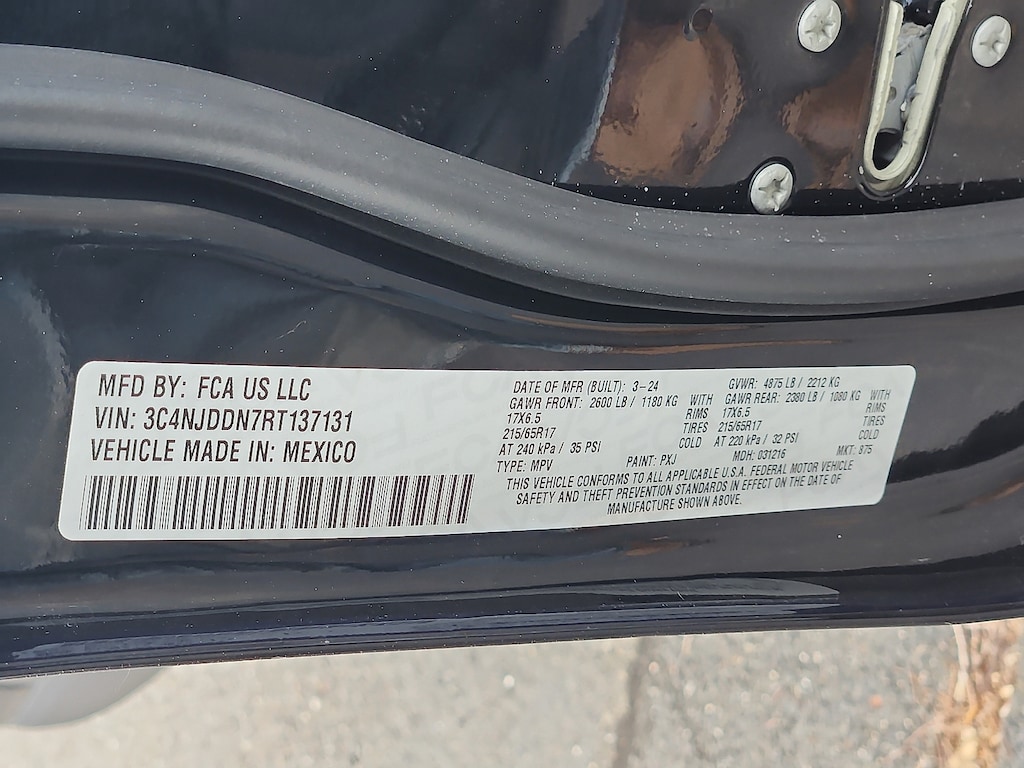 MFD BY: FCA US LLC
VIN: 3C4NJDDN7RT137131
VEHICLE MADE IN: MEXICO
DATE OF MFR (BUILT): 3-24 GVWR: 4875 LB / 2212 KG
GAWR FRONT: 2600 LB / 1180 KG WITH GAWR REAR: 2380 LB / 1080 KG WITH
17X6.5 RIMS 17X6.5 RIMS
215/65R17 TIRES 215/65R17 TIRES
AT 240 kPa / 35 PSI COLD AT 220 kPa / 32 PSI COLD
TYPE: MPV PAINT: PXJ MDH: 031216 MKT: 875
THIS VEHICLE CONFORMS TO ALL APPLICABLE U.S.A. FEDERAL MOTOR VEHICLE
SAFETY AND THEFT PREVENTION STANDARDS IN EFFECT ON THE DATE OF
MANUFACTURE SHOWN ABOVE.